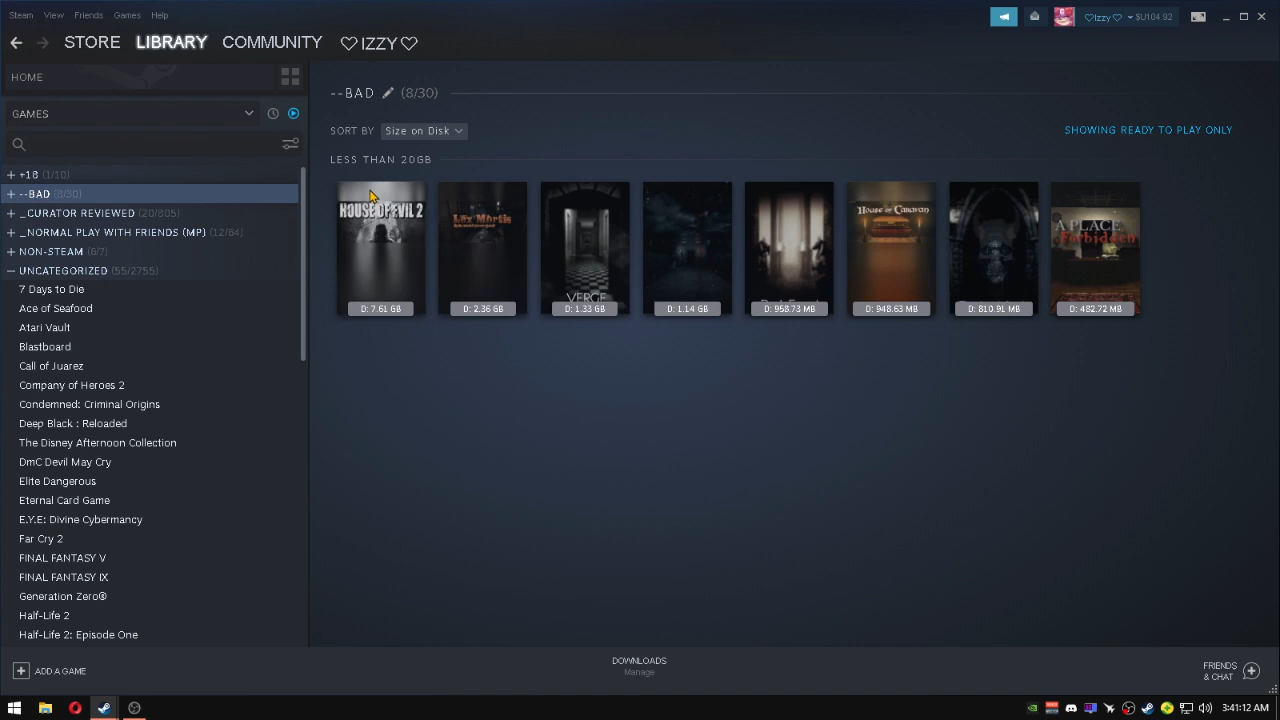 Steam View Friends Games Help
♡Izzy♡ $U104.92
STORE LIBRARY COMMUNITY ♡ IZZY ♡
HOME
GAMES
+18 (1/10)
--BAD (8/30)
_CURATOR REVIEWED (20/805)
_NORMAL PLAY WITH FRIENDS (MP) (12/84)
NON-STEAM (6/7)
UNCATEGORIZED (55/2755)
7 Days to Die
Ace of Seafood
Atari Vault
Blastboard
Call of Juarez
Company of Heroes 2
Condemned: Criminal Origins
Deep Black : Reloaded
The Disney Afternoon Collection
DmC Devil May Cry
Elite Dangerous
Eternal Card Game
E.Y.E: Divine Cybermancy
Far Cry 2
FINAL FANTASY V
FINAL FANTASY IX
Generation Zero®
Half-Life 2
Half-Life 2: Episode One
ADD A GAME
--BAD (8/30)
SORT BY Size on Disk
SHOWING READY TO PLAY ONLY
LESS THAN 20GB
HOUSE OF EVIL 2
D: 7.61 GB
Lux Mortis
D: 2.36 GB
VERGE
D: 1.33 GB
D: 1.14 GB
D: 958.73 MB
House of Caravan
D: 948.63 MB
D: 810.91 MB
A PLACE
Forbidden
D: 482.72 MB
DOWNLOADS
Manage
FRIENDS
& CHAT
3:41:12 AM